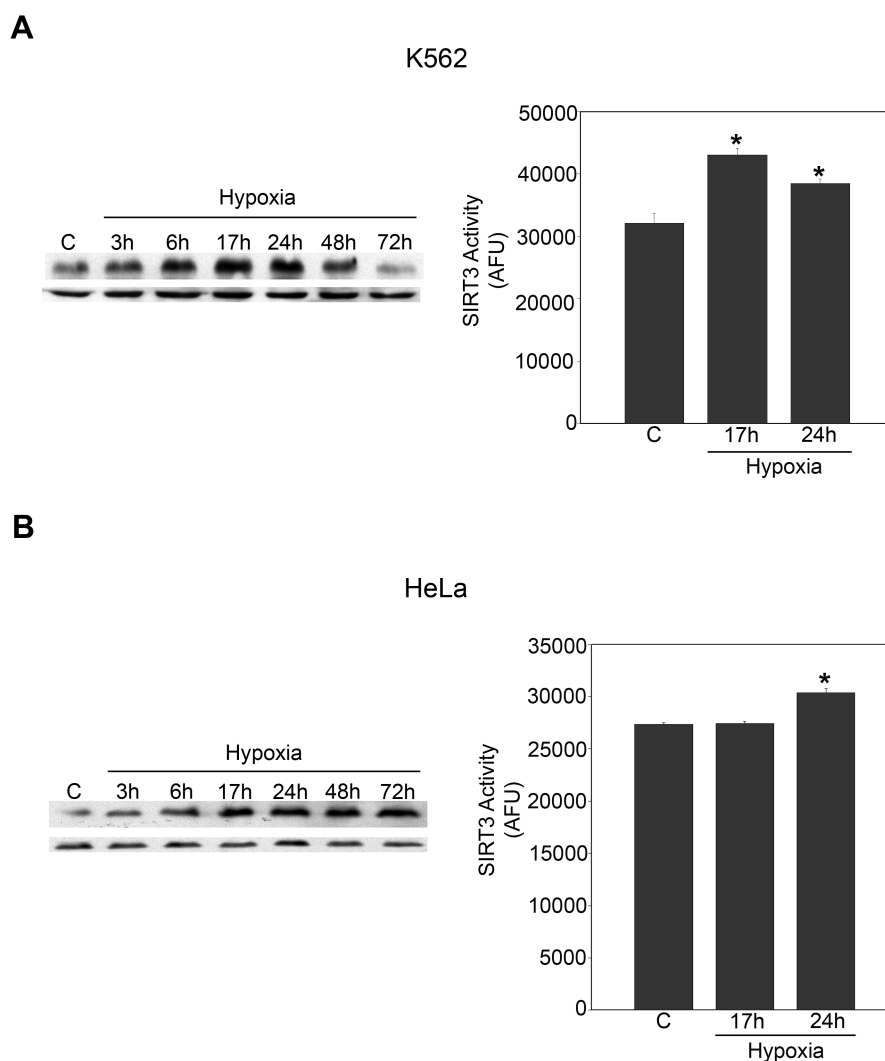 A
K562
Hypoxia
C 3h 6h 17h 24h 48h 72h
SIRT3 Activity
(AFU)
50000
40000
30000
20000
10000
0
*
*
C 17h 24h
Hypoxia
B
HeLa
Hypoxia
C 3h 6h 17h 24h 48h 72h
SIRT3 Activity
(AFU)
35000
30000
25000
20000
15000
10000
5000
0
*
C 17h 24h
Hypoxia